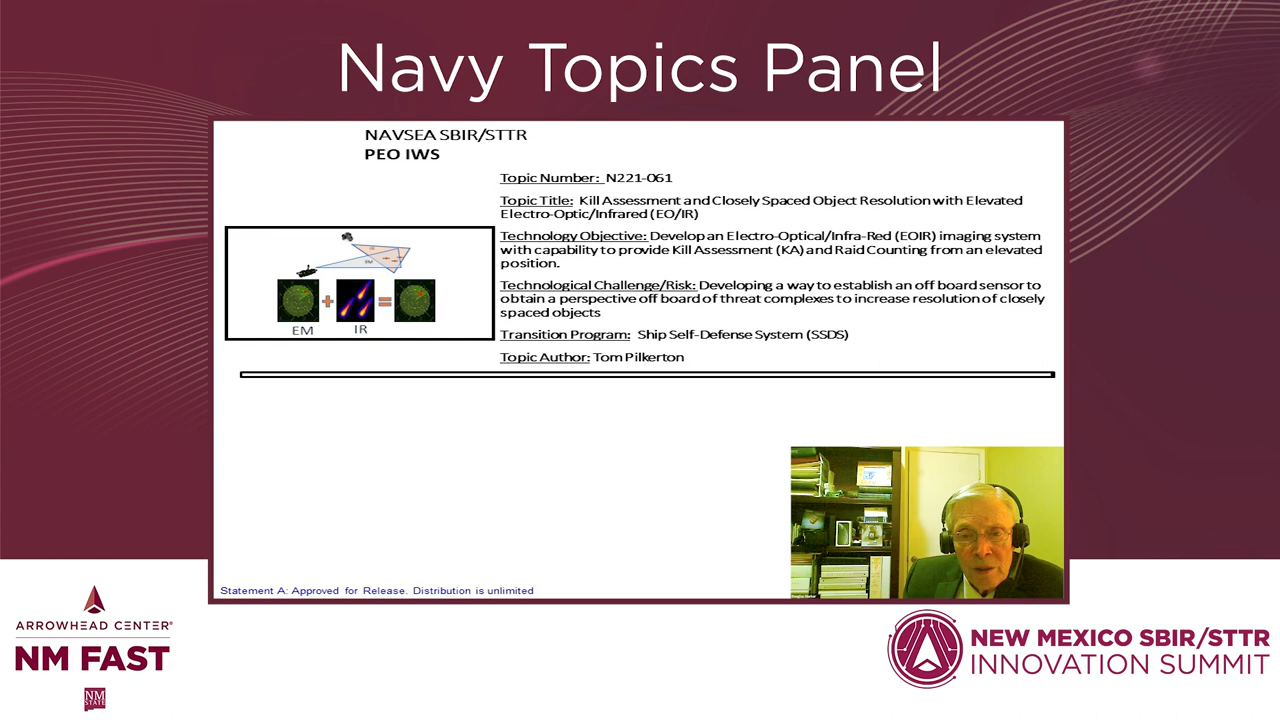 Navy Topics Panel
NAVSEA SBIR/STTR
PEO IWS
Topic Number: N221-061
Topic Title: Kill Assessment and Closely Spaced Object Resolution with Elevated
Electro-Optic/Infrared (EO/IR)
Technology Objective: Develop an Electro-Optical/Infra-Red (EOIR) imaging system
with capability to provide Kill Assessment (KA) and Raid Counting from an elevated
position.
Technological Challenge/Risk: Developing a way to establish an off board sensor to
obtain a perspective off board of threat complexes to increase resolution of closely
spaced objects
Transition Program: Ship Self-Defense System (SSDS)
Topic Author: Tom Pilkerton
EM
+
=
EM
IR
Statement A: Approved for Release. Distribution is unlimited
ARROWHEAD CENTER®
NM FAST
NM
STATE
NEW MEXICO SBIR/STTR
INNOVATION SUMMIT